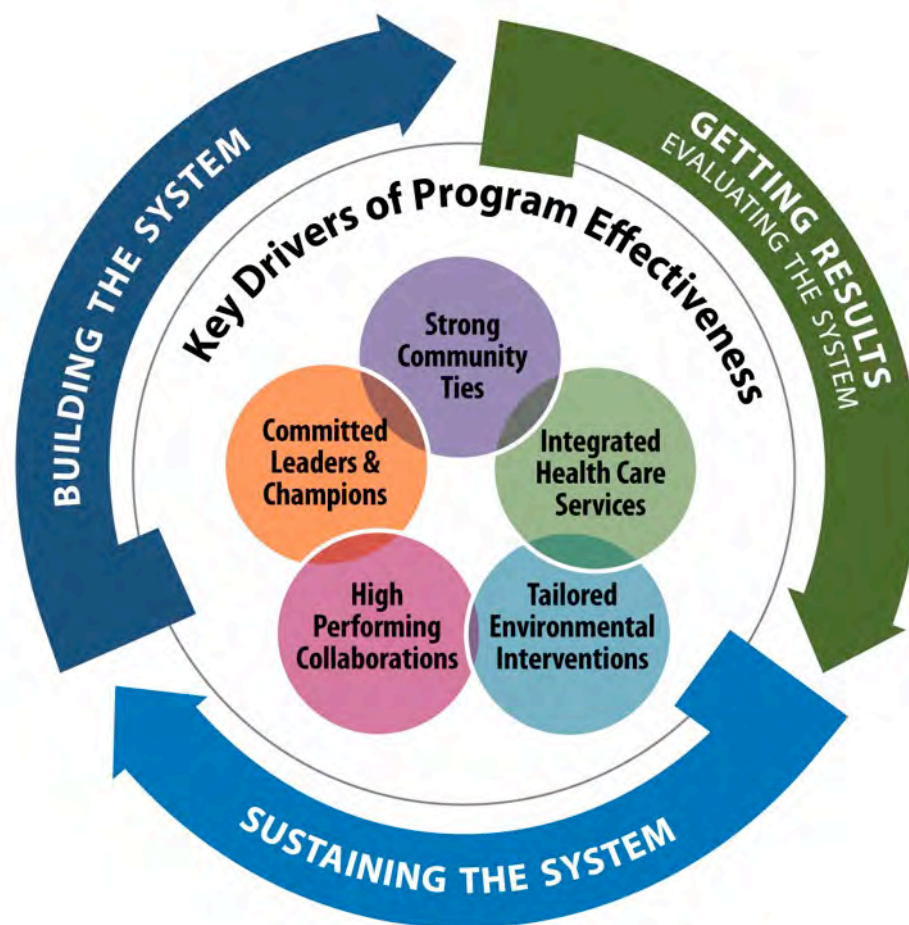 BUILDING THE SYSTEM
GETTING RESULTS
EVALUATING THE SYSTEM
Key Drivers of Program Effectiveness
Strong
Community
Ties
Committed
Leaders &
Champions
Integrated
Health Care
Services
High
Performing
Collaborations
Tailored
Environmental
Interventions
SUSTAINING THE SYSTEM